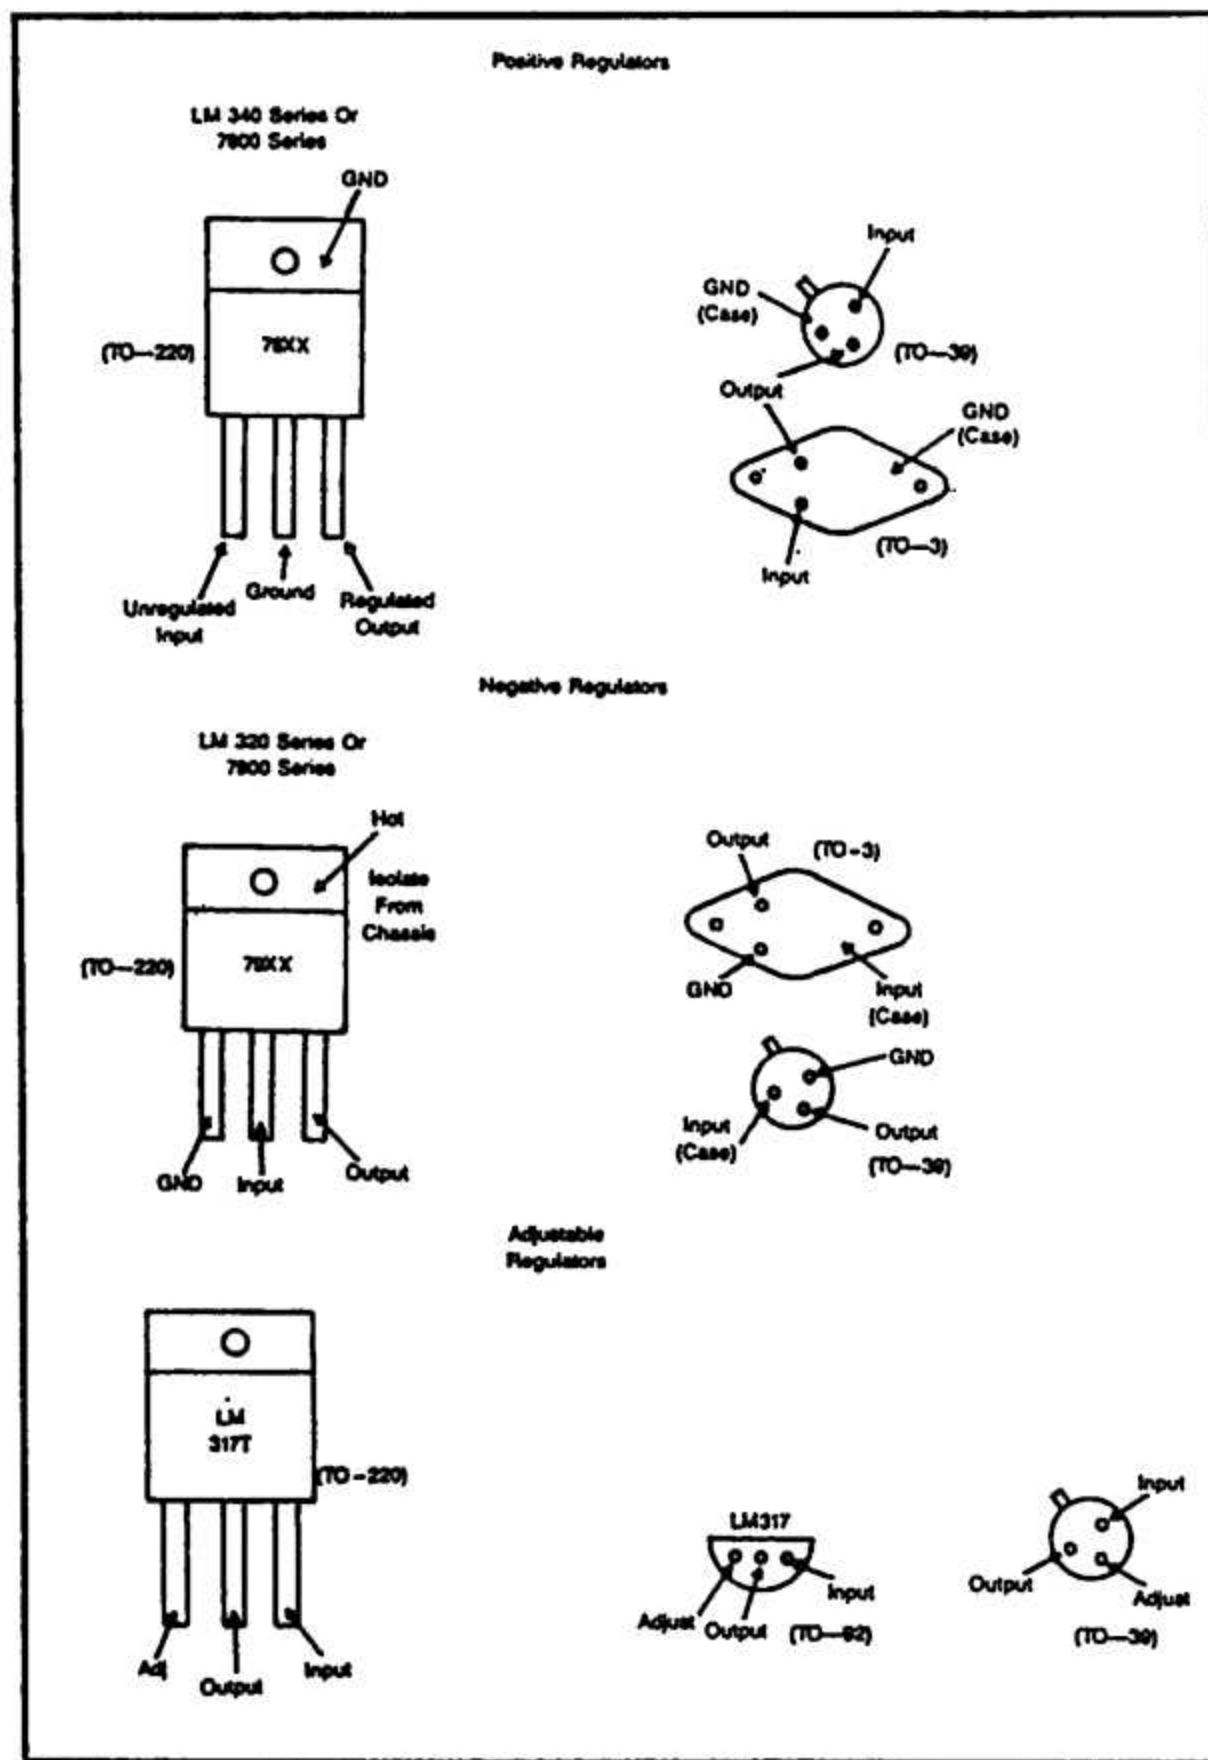 Positive Regulators
LM 340 Series Or
7800 Series
GND
(TO—220)
78XX
Unregulated
Input
Ground
Regulated
Output
Input
GND
(Case)
(TO—39)
Output
GND
(Case)
(TO—3)
Input
Negative Regulators
LM 320 Series Or
7900 Series
Hot
Isolate
From
Chassis
(TO—220)
79XX
GND
Input
Output
Output
(TO-3)
GND
Input
(Case)
GND
Input
(Case)
Output
(TO—39)
Adjustable
Regulators
LM
317T
(TO-220)
Adj
Output
Input
LM317
Adjust
Output
Input
(TO—92)
Input
Output
Adjust
(TO—39)